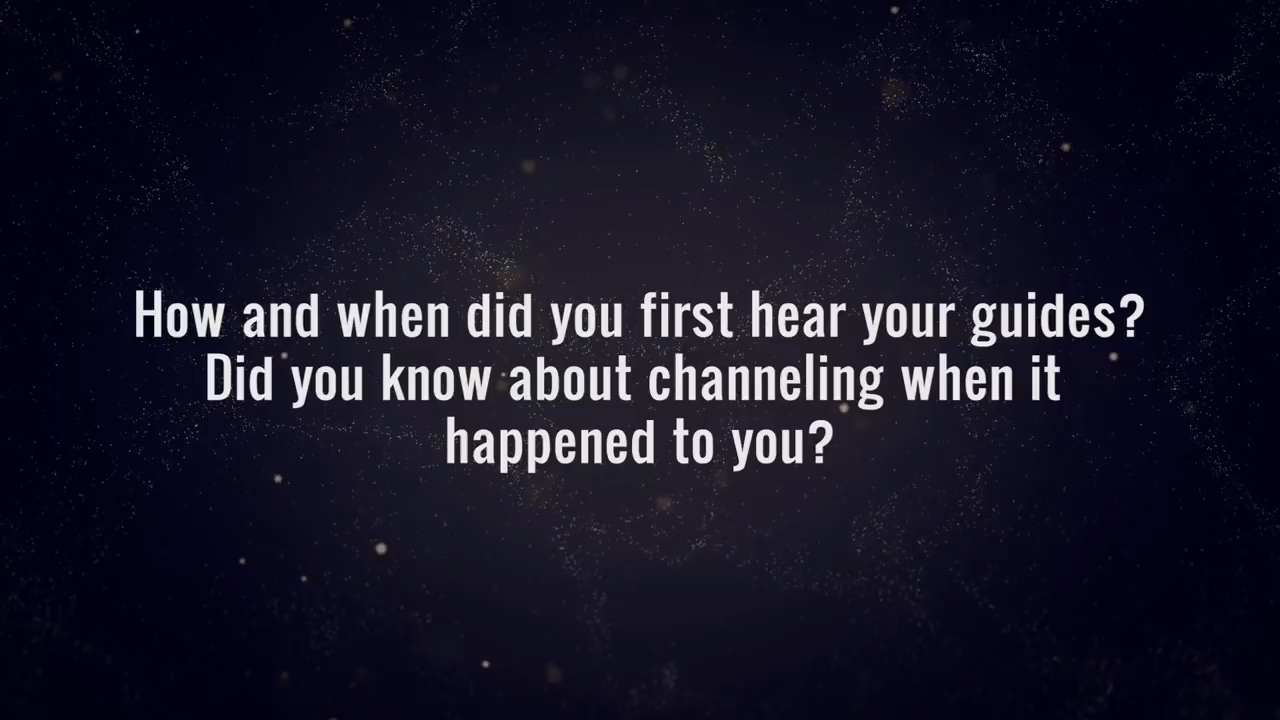 How and when did you first hear your guides?
Did you know about channeling when it
happened to you?